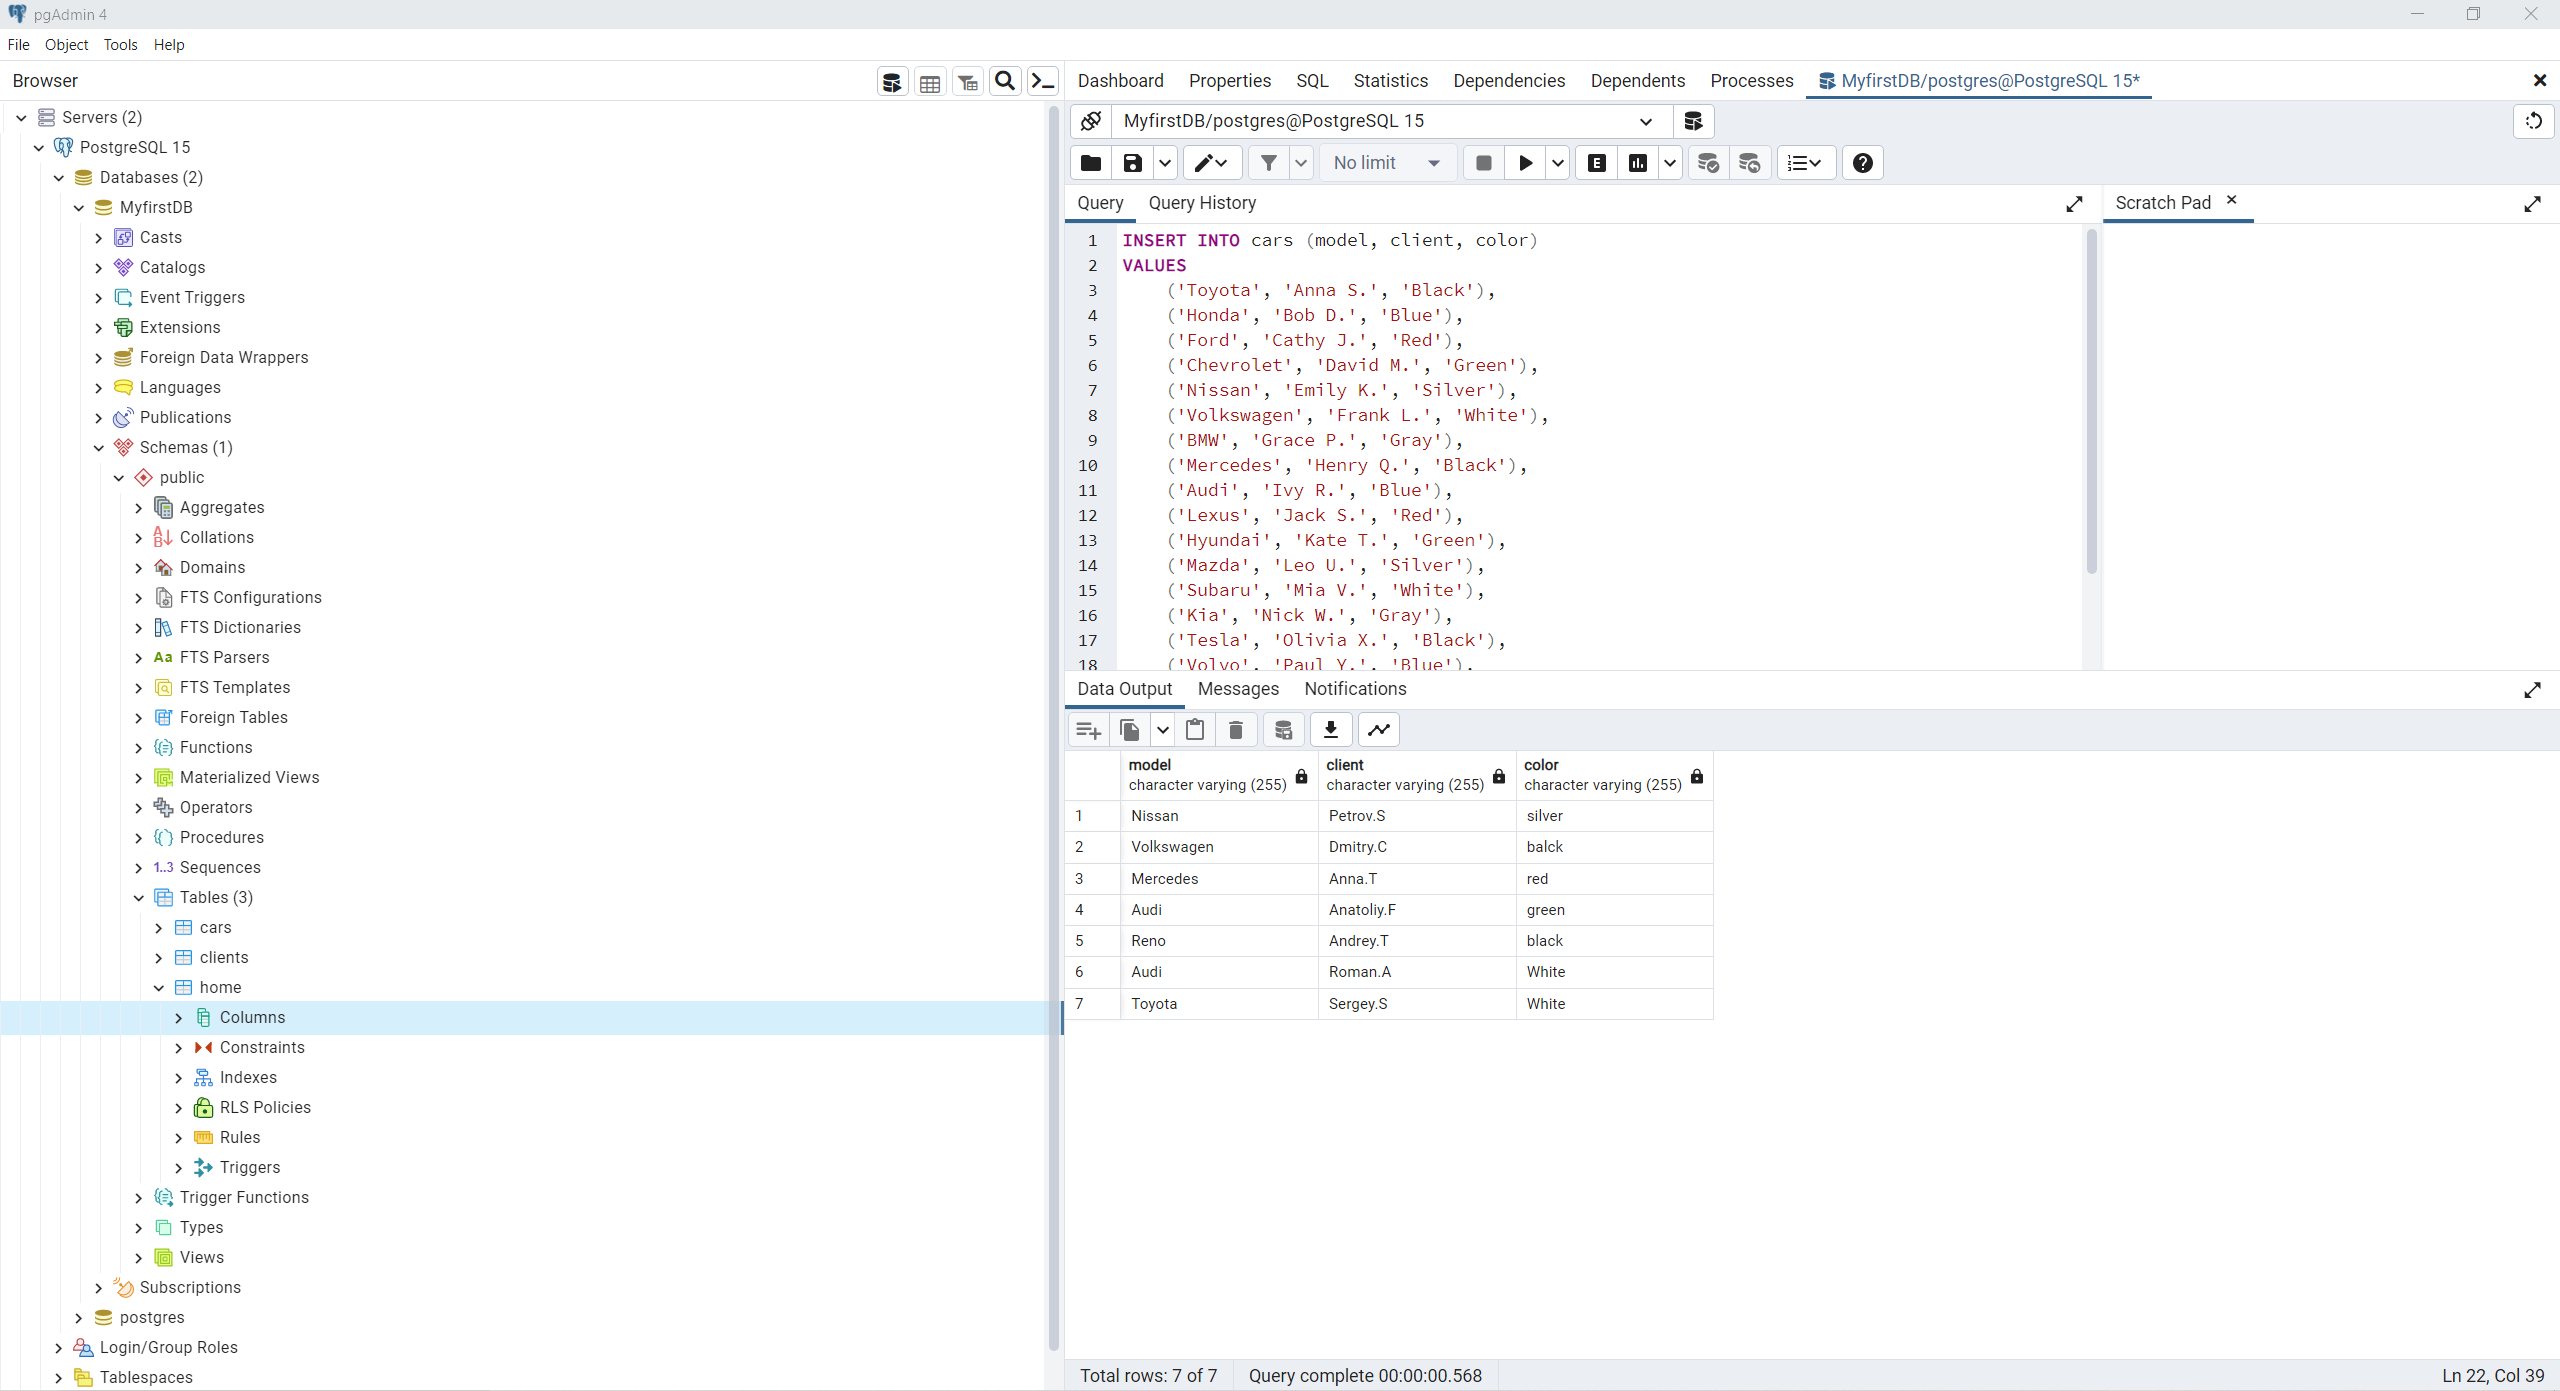 pgAdmin 4
File Object Tools Help
Browser
Servers (2)
PostgreSQL 15
Databases (2)
MyfirstDB
Casts
Catalogs
Event Triggers
Extensions
Foreign Data Wrappers
Languages
Publications
Schemas (1)
public
Aggregates
Collations
Domains
FTS Configurations
FTS Dictionaries
Aa FTS Parsers
FTS Templates
Foreign Tables
Functions
Materialized Views
Operators
Procedures
1..3 Sequences
Tables (3)
cars
clients
home
Columns
Constraints
Indexes
RLS Policies
Rules
Triggers
Trigger Functions
Types
Views
Subscriptions
postgres
Login/Group Roles
Tablespaces
Dashboard Properties SQL Statistics Dependencies Dependents Processes MyfirstDB/postgres@PostgreSQL 15*
MyfirstDB/postgres@PostgreSQL 15
No limit E
Query Query History
Scratch Pad
1 INSERT INTO cars (model, client, color)
2 VALUES
3 ('Toyota', 'Anna S.', 'Black'),
4 ('Honda', 'Bob D.', 'Blue'),
5 ('Ford', 'Cathy J.', 'Red'),
6 ('Chevrolet', 'David M.', 'Green'),
7 ('Nissan', 'Emily K.', 'Silver'),
8 ('Volkswagen', 'Frank L.', 'White'),
9 ('BMW', 'Grace P.', 'Gray'),
10 ('Mercedes', 'Henry Q.', 'Black'),
11 ('Audi', 'Ivy R.', 'Blue'),
12 ('Lexus', 'Jack S.', 'Red'),
13 ('Hyundai', 'Kate T.', 'Green'),
14 ('Mazda', 'Leo U.', 'Silver'),
15 ('Subaru', 'Mia V.', 'White'),
16 ('Kia', 'Nick W.', 'Gray'),
17 ('Tesla', 'Olivia X.', 'Black'),
18 ('Volvo', 'Paul Y.', 'Blue'),
Data Output Messages Notifications
model client color
character varying (255) character varying (255) character varying (255)
1 Nissan Petrov.S silver
2 Volkswagen Dmitry.C balck
3 Mercedes Anna.T red
4 Audi Anatoliy.F green
5 Reno Andrey.T black
6 Audi Roman.A White
7 Toyota Sergey.S White
Total rows: 7 of 7 Query complete 00:00:00.568 Ln 22, Col 39